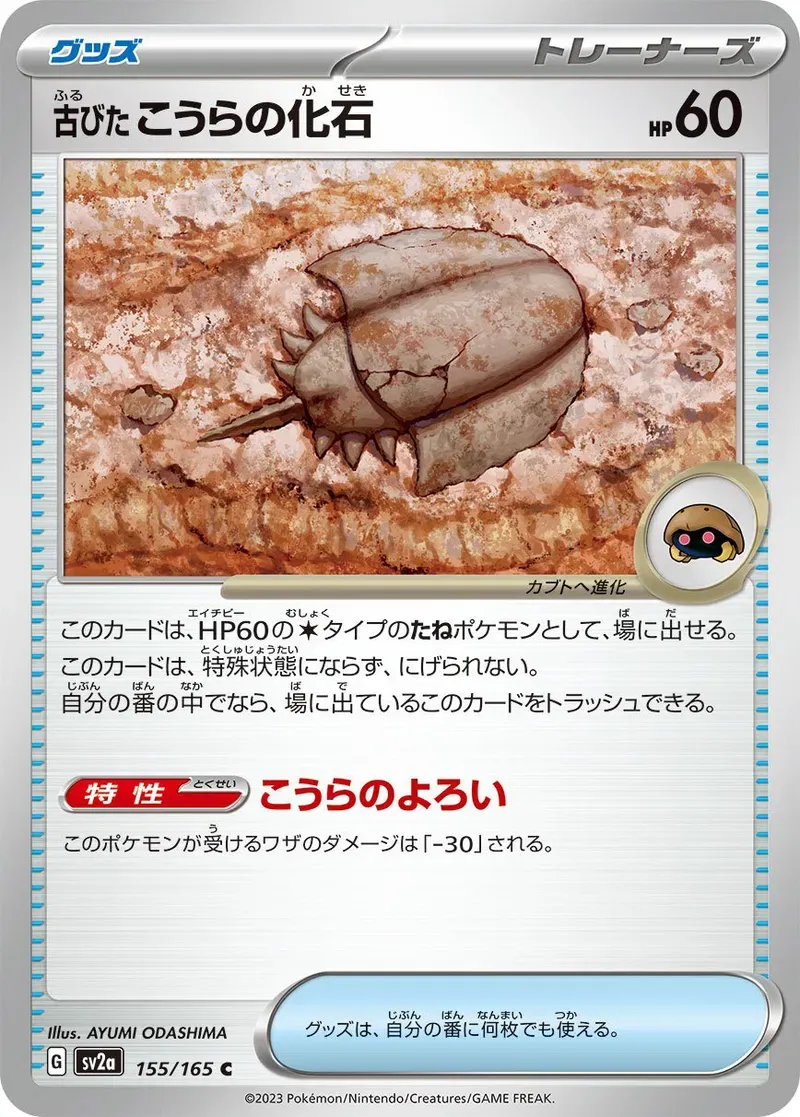 グッズ
トレーナーズ
ふる か せき
古びた こうらの化石
HP60
カブトへ進化
エイチピー むしょく ば だ
このカードは、HP60のタイプのたねポケモンとして、場に出せる。
とくしゅじょうたい
このカードは、特殊状態にならず、にげられない。
じぶん ばん なか ば で
自分の番の中でなら、場に出ているこのカードをトラッシュできる。
特性 とくせい こうらのよろい
う
このポケモンが受けるワザのダメージは「-30」される。
じぶん ばん なんまい つか
グッズは、自分の番に何枚でも使える。
Illus. AYUMI ODASHIMA
G sv2a 155/165 C
©2023 Pokémon/Nintendo/Creatures/GAME FREAK.